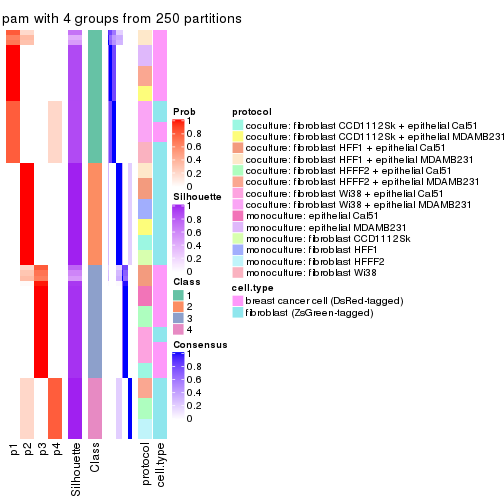 pam with 4 groups from 250 partitions
Prob
1
0.8
0.6
0.4
0.2
0
Silhouette
1
0.8
0.6
0.4
0.2
0
Class
1
2
3
4
Consensus
1
0.8
0.6
0.4
0.2
0
protocol
coculture: fibroblast CCD1112Sk + epithelial Cal51
coculture: fibroblast CCD1112Sk + epithelial MDAMB231
coculture: fibroblast HFF1 + epithelial Cal51
coculture: fibroblast HFF1 + epithelial MDAMB231
coculture: fibroblast HFFF2 + epithelial Cal51
coculture: fibroblast HFFF2 + epithelial MDAMB231
coculture: fibroblast Wi38 + epithelial Cal51
coculture: fibroblast Wi38 + epithelial MDAMB231
monoculture: epithelial Cal51
monoculture: epithelial MDAMB231
monoculture: fibroblast CCD1112Sk
monoculture: fibroblast HFF1
monoculture: fibroblast HFFF2
monoculture: fibroblast Wi38
cell.type
breast cancer cell (DsRed-tagged)
fibroblast (ZsGreen-tagged)
p1
p2
p3
p4
Silhouette
Class
protocol
cell.type